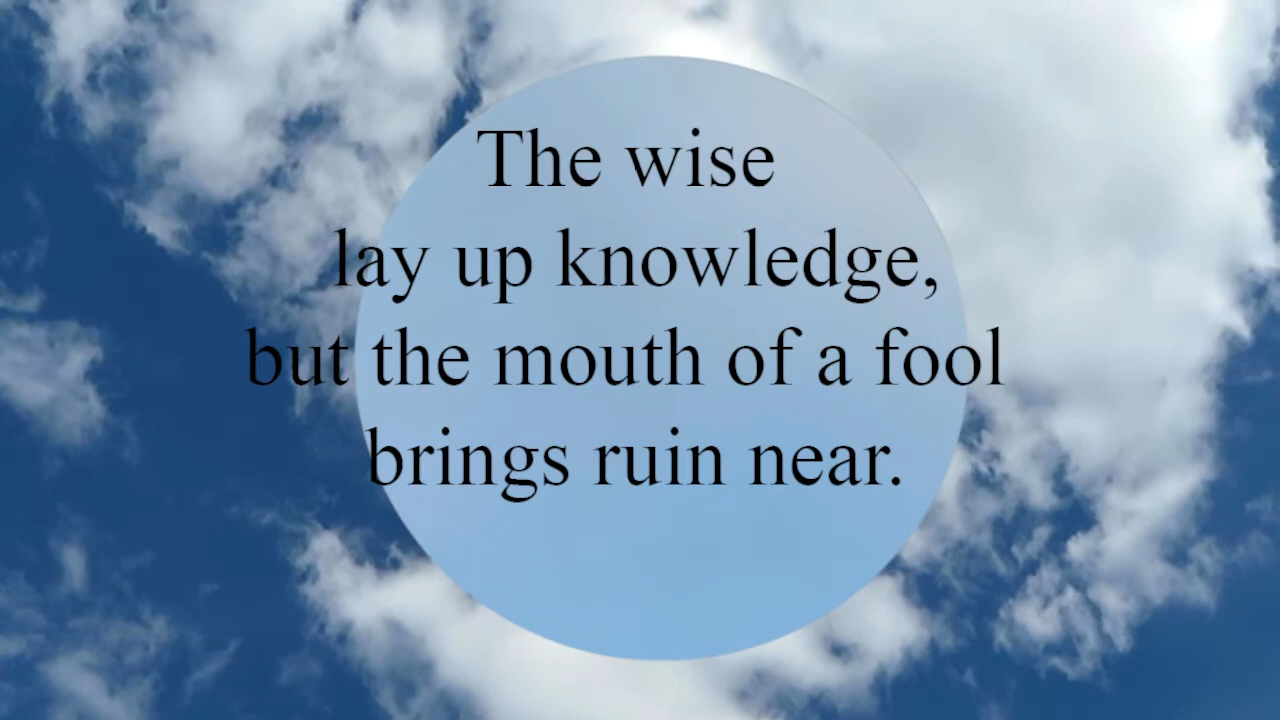 The wise
lay up knowledge,
but the mouth of a fool
brings ruin near.